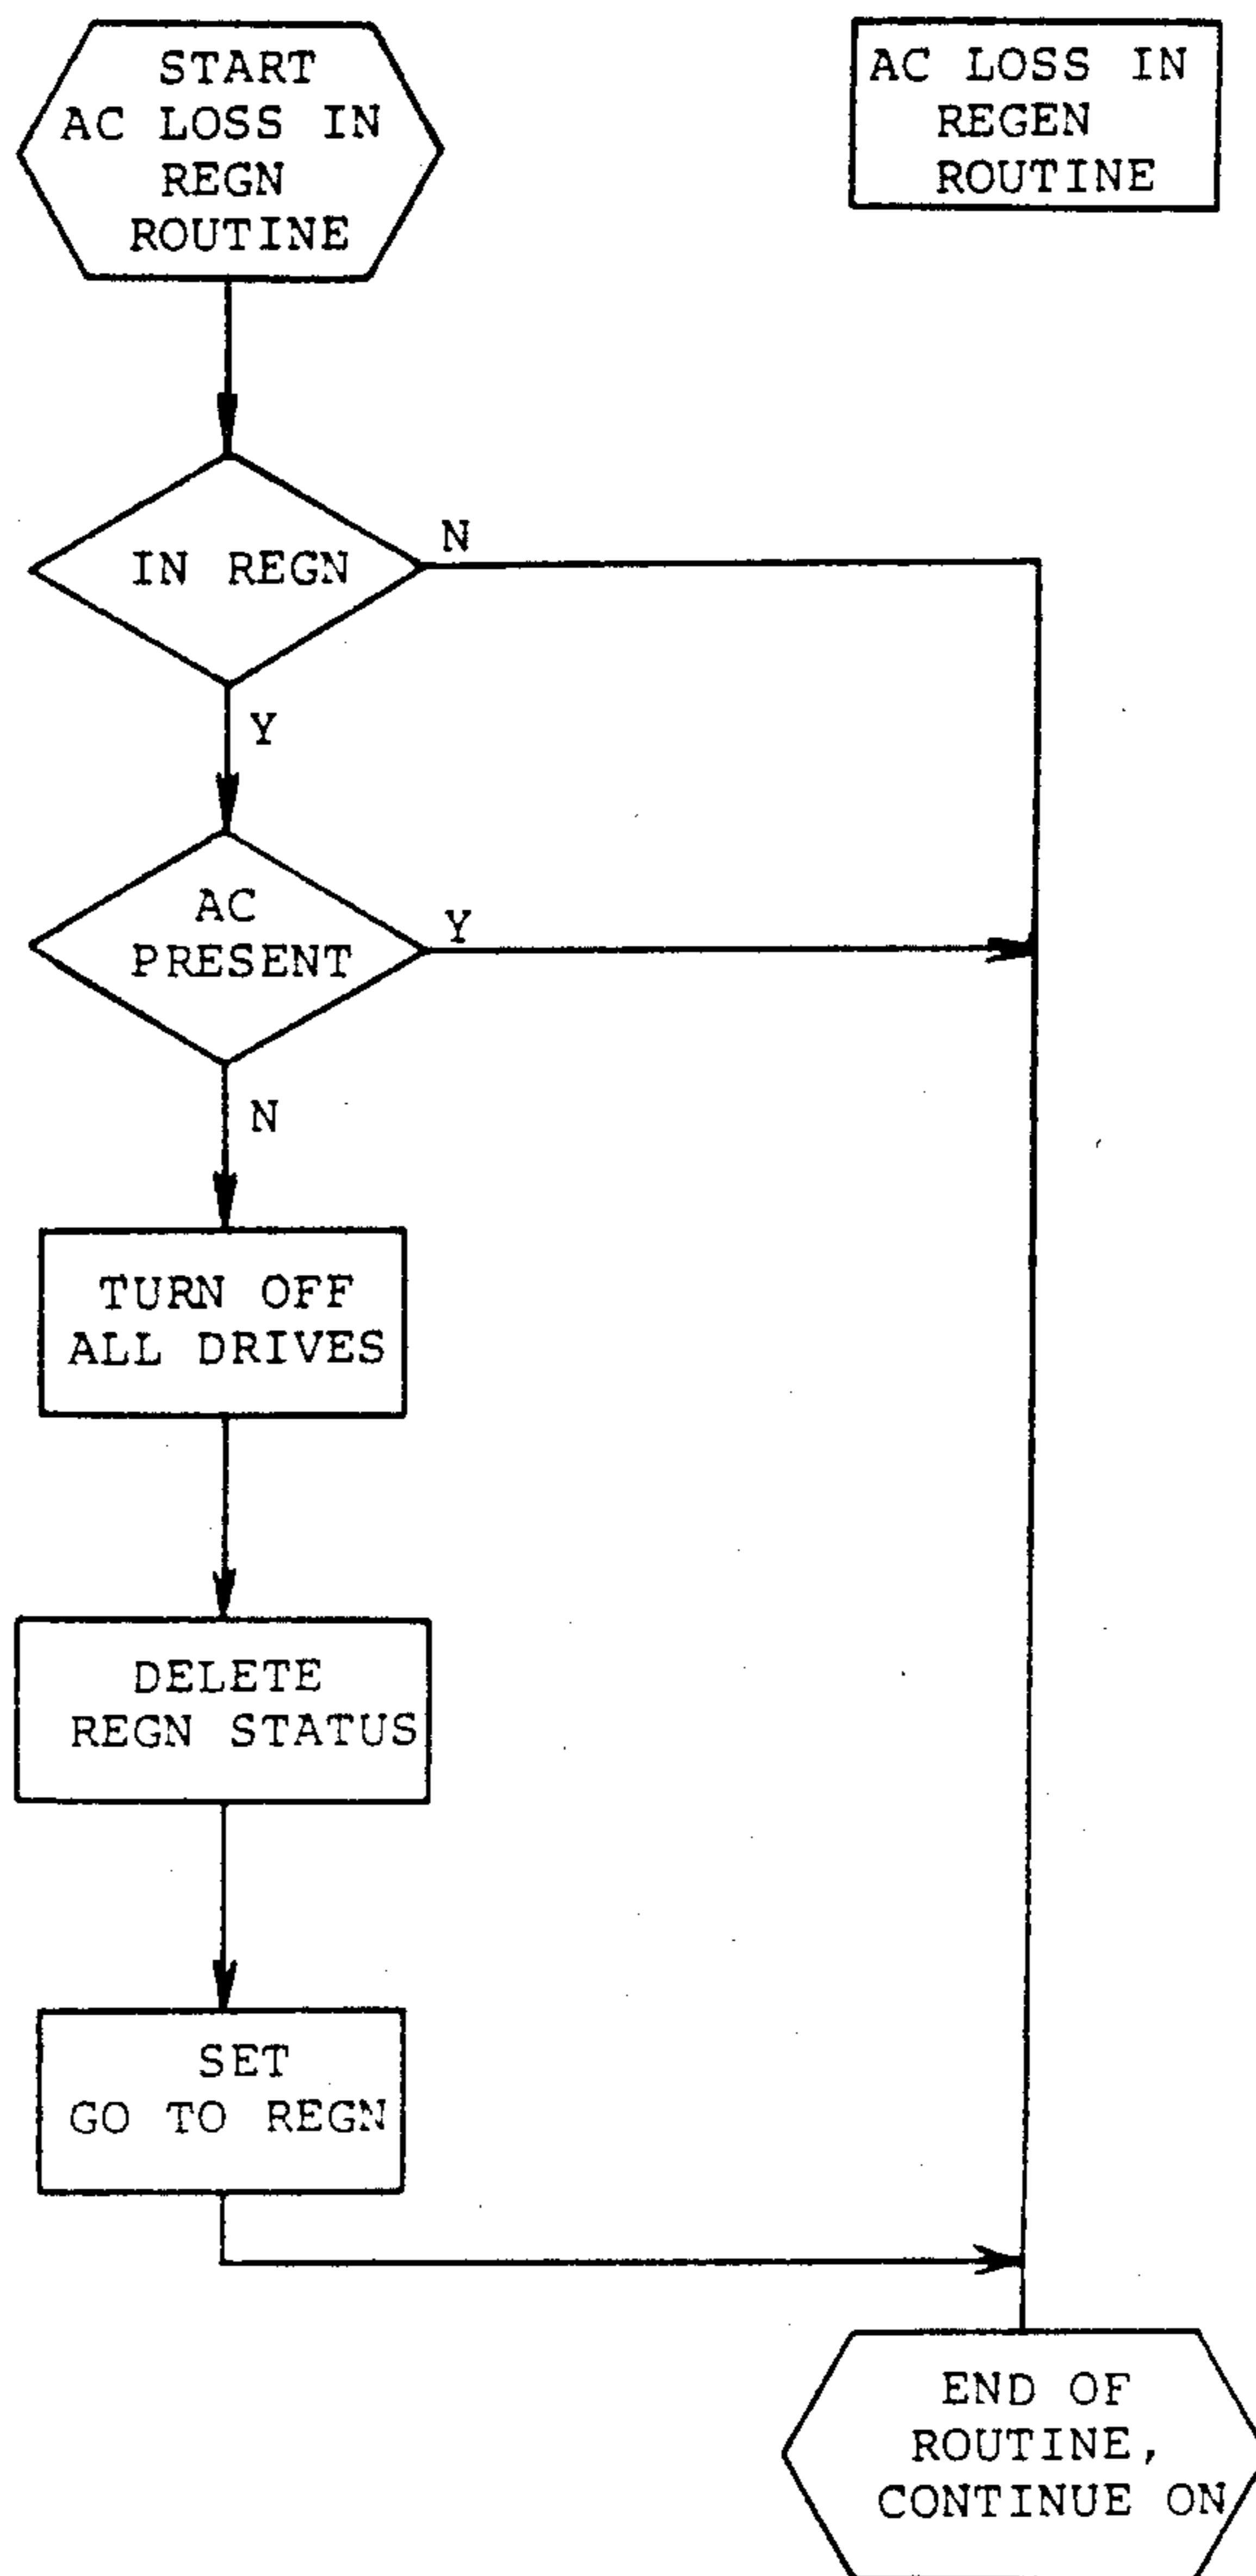 START
AC LOSS IN
REGN
ROUTINE
AC LOSS IN
REGEN
ROUTINE
IN REGN
N
Y
AC
PRESENT
Y
N
TURN OFF
ALL DRIVES
DELETE
REGN STATUS
SET
GO TO REGN
END OF
ROUTINE,
CONTINUE ON